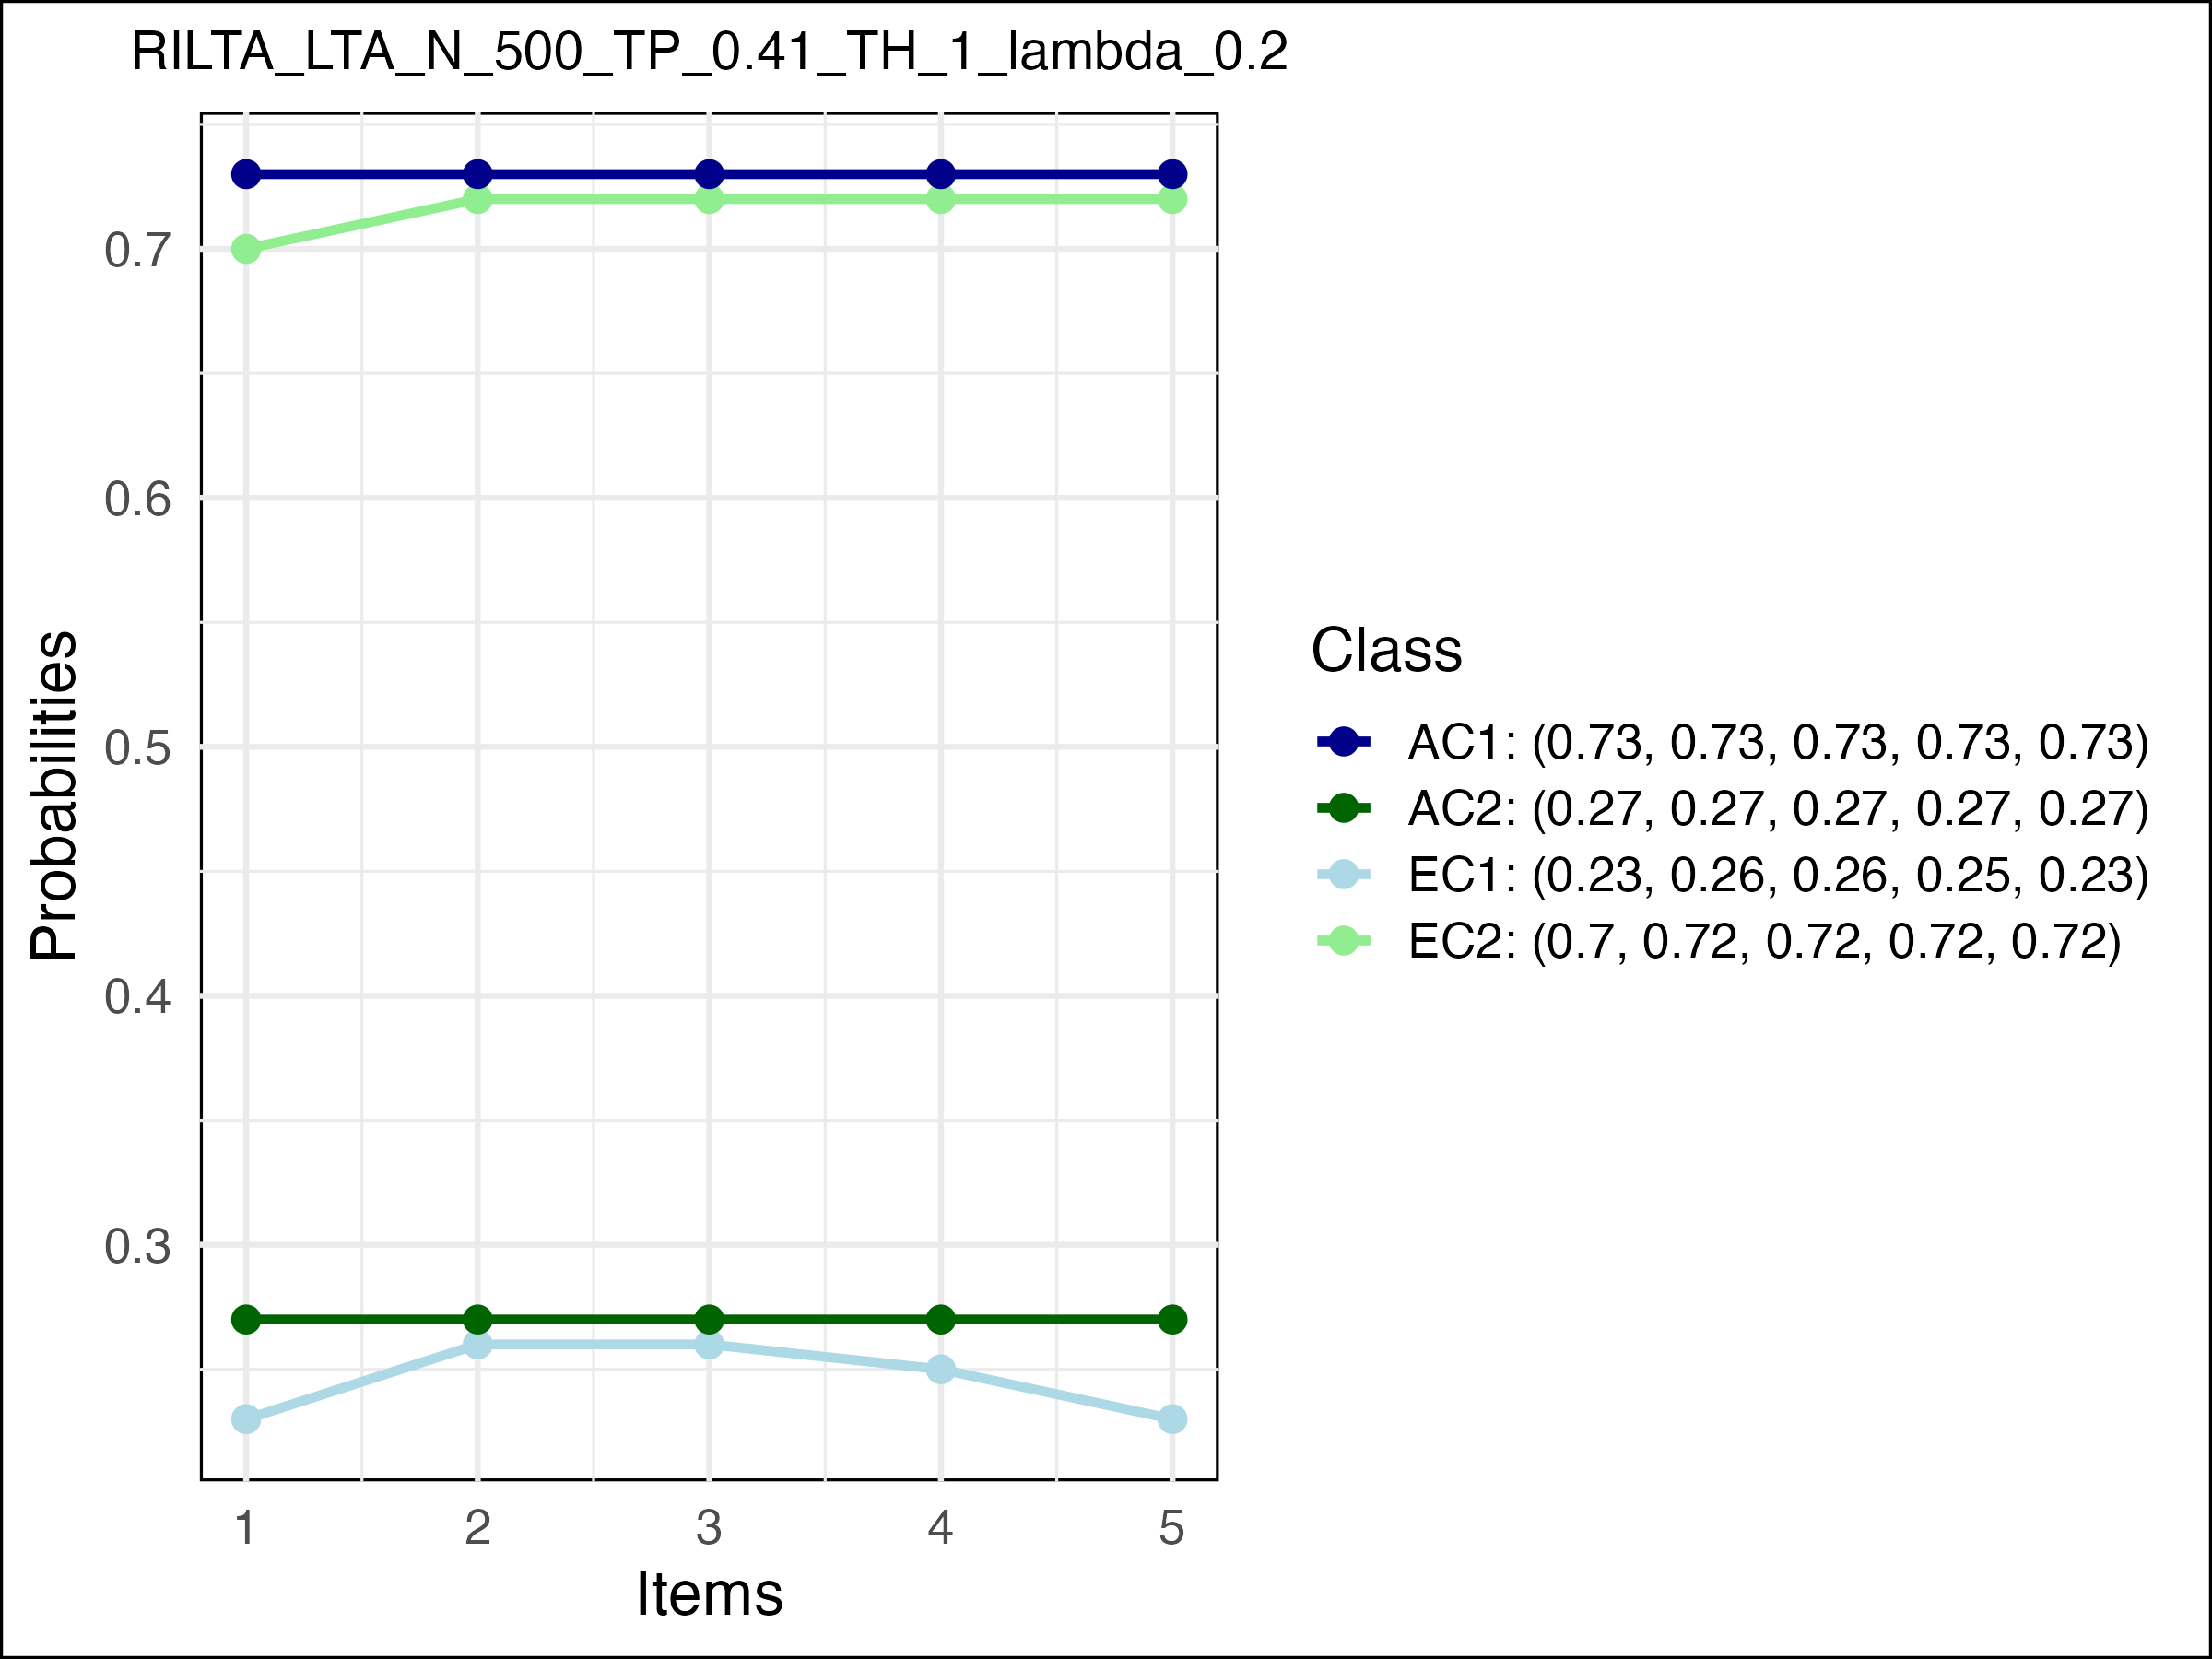 RILTA_LTA_N_500_TP_0.41_TH_1_lambda_0.2
Probabilities
0.7
0.6
0.5
0.4
0.3
1 2 3 4 5
Items
Class
AC1: (0.73, 0.73, 0.73, 0.73, 0.73)
AC2: (0.27, 0.27, 0.27, 0.27, 0.27)
EC1: (0.23, 0.26, 0.26, 0.25, 0.23)
EC2: (0.7, 0.72, 0.72, 0.72, 0.72)